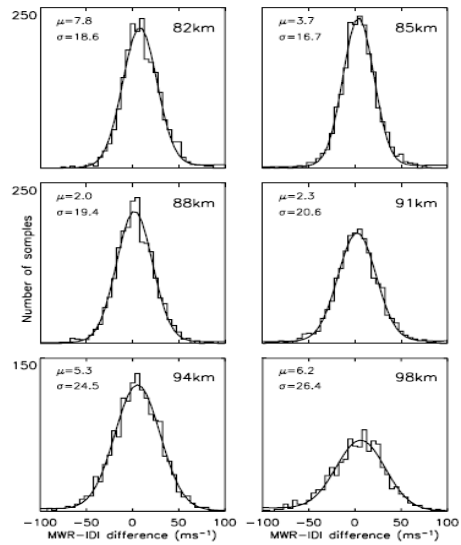 250
μ=7.8
σ=18.6
82km
μ=3.7
σ=16.7
85km
250
μ=2.0
σ=19.4
88km
μ=2.3
σ=20.6
91km
Number of samples
150
μ=5.3
σ=24.5
94km
μ=6.2
σ=26.4
98km
-100 -50 0 50 100
-100 -50 0 50 100
MWR-IDI difference (ms⁻¹)
MWR-IDI difference (ms⁻¹)